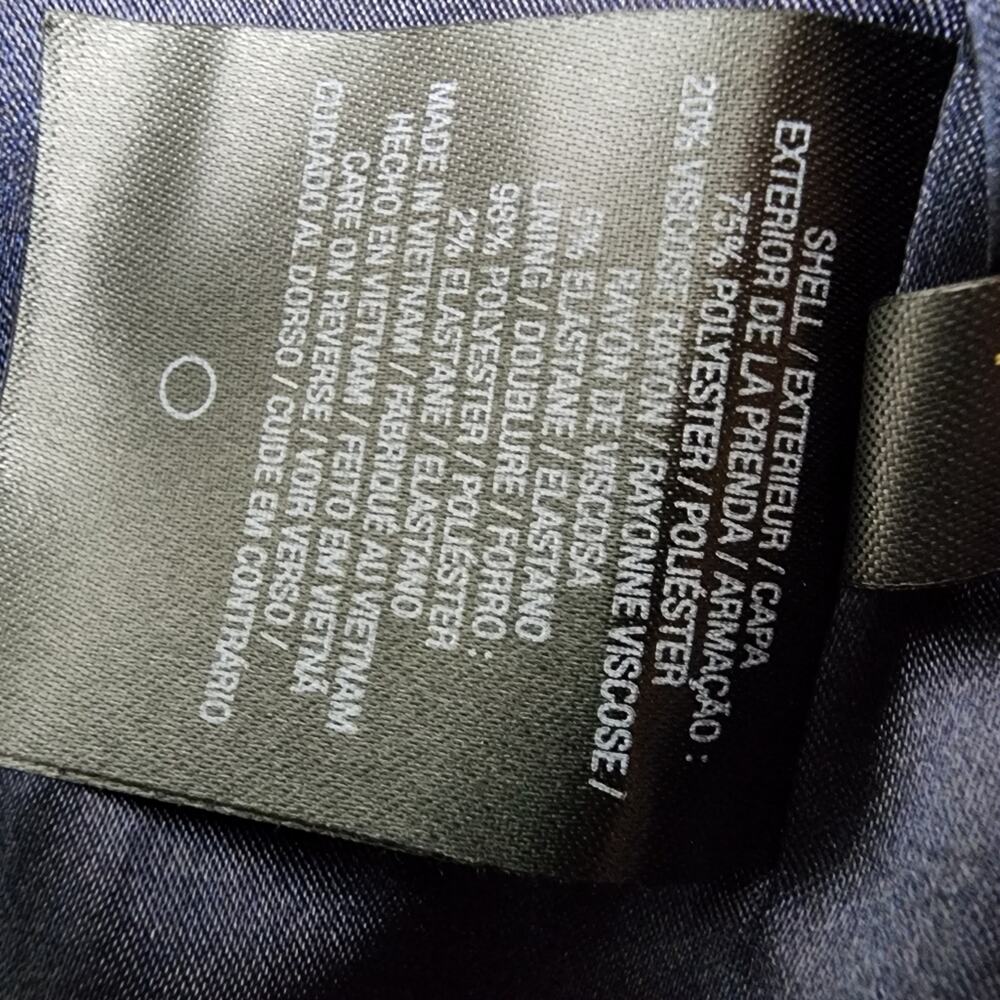 SHELL / EXTERIEUR / CAPA
EXTERIOR DE LA PRENDA / ARMAÇÃO :
75% POLYESTER / POLIÉSTER
20% VISCOSE RAYON / RAYONNE VISCOSE /
RAYÓN DE VISCOSA
5% ELASTANE / ELASTANO
LINING / DOUBLURE / FORRO :
98% POLYESTER / POLIÉSTER
2% ELASTANE / ELASTANO
MADE IN VIETNAM / FABRIQUÉ AU VIETNAM
HECHO EN VIETNAM / FEITO EM VIETNÃ
CARE ON REVERSE / VOIR VERSO /
CUIDADO AL DORSO / CUIDE EM CONTRÁRIO